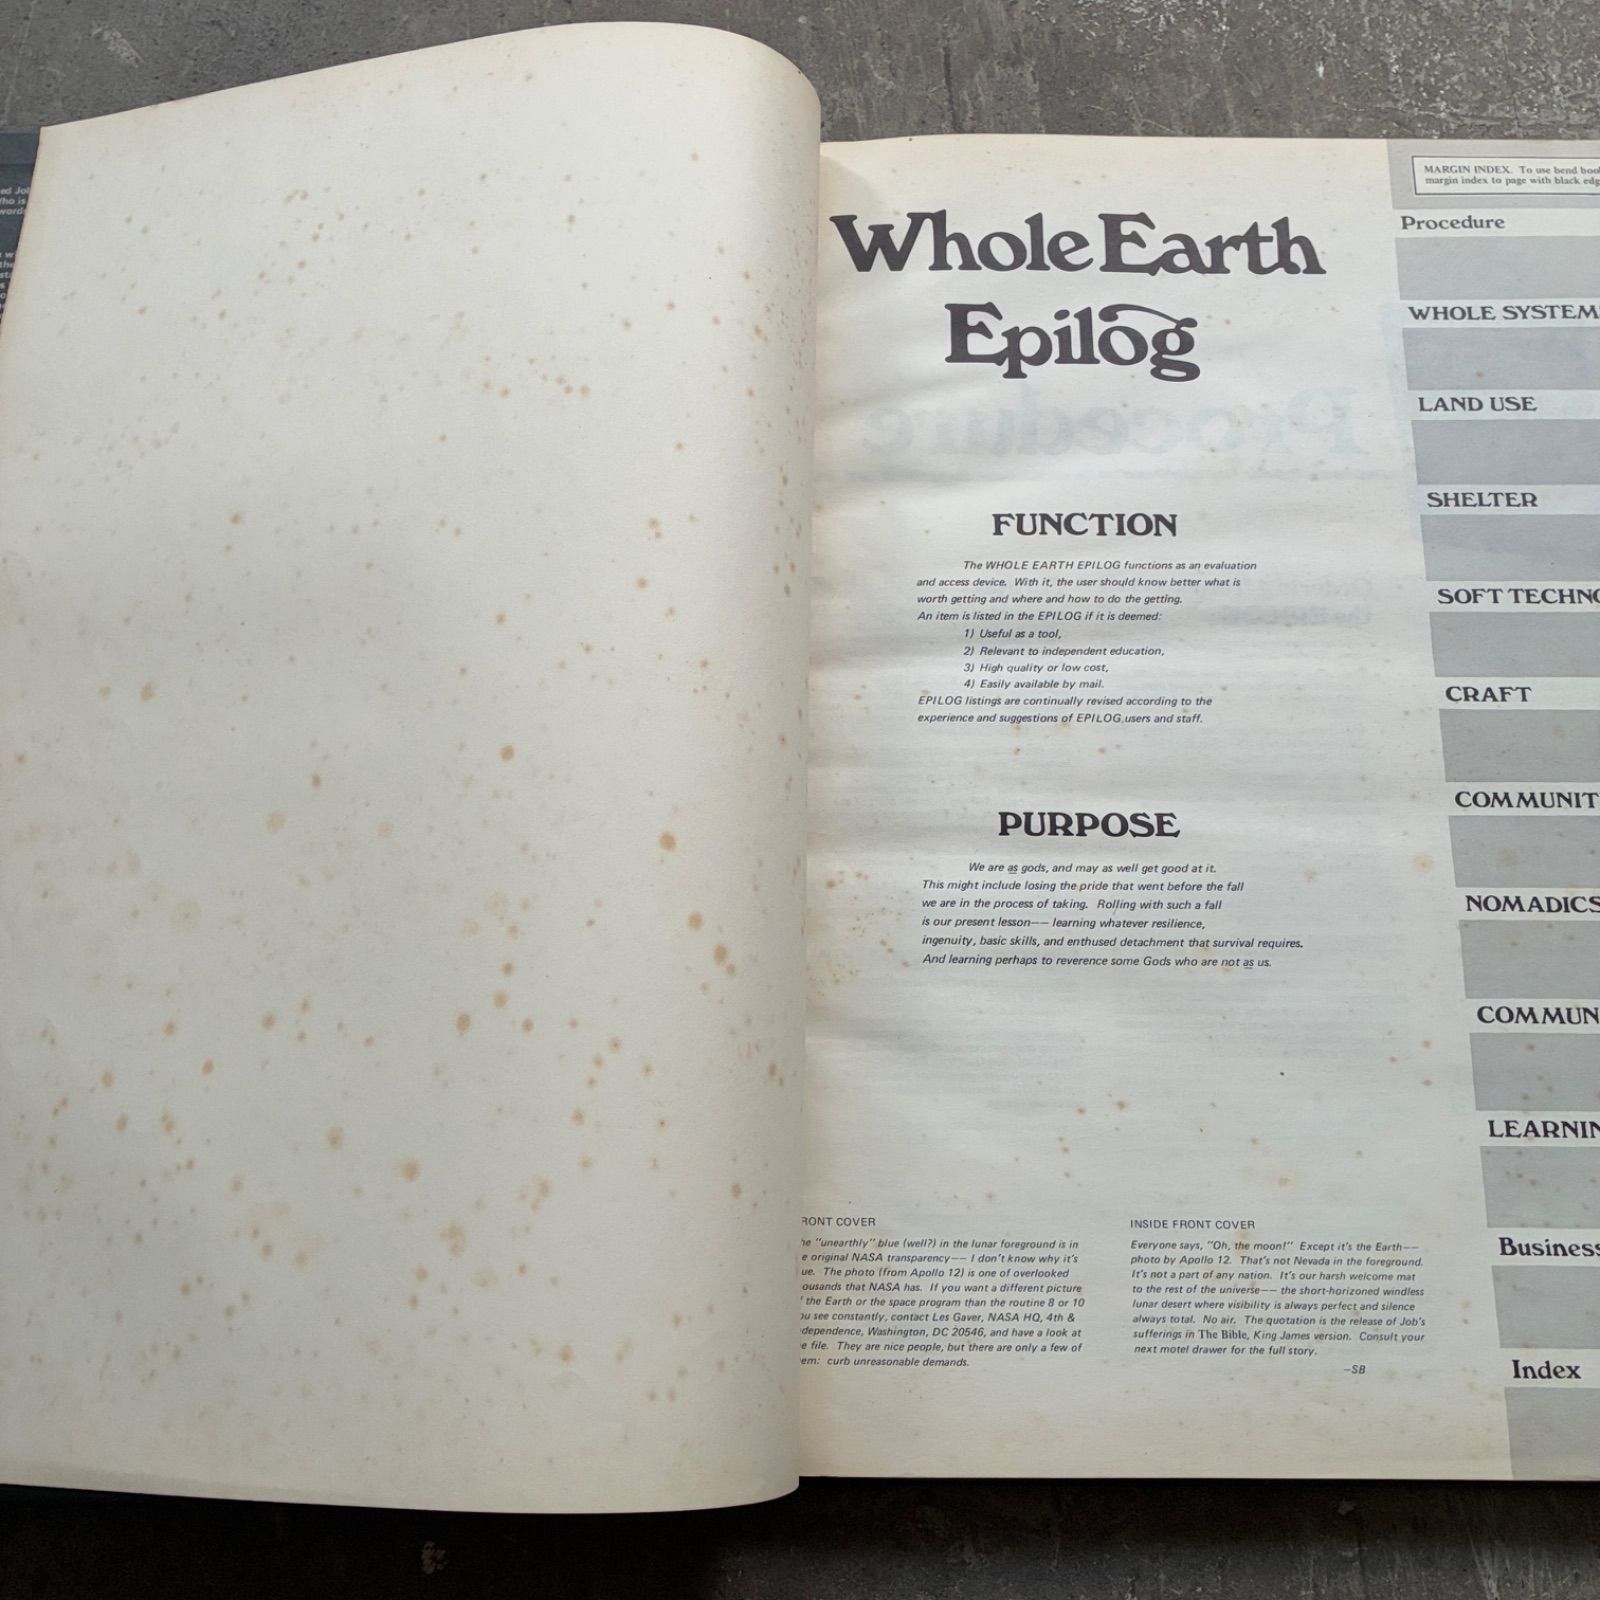 Whole Earth
Epilog
FUNCTION
The WHOLE EARTH EPILOG functions as an evaluation
and access device. With it, the user should know better what is
worth getting and where and how to do the getting.
An item is listed in the EPILOG if it is deemed:
1) Useful as a tool,
2) Relevant to independent education,
3) High quality or low cost,
4) Easily available by mail.
EPILOG listings are continually revised according to the
experience and suggestions of EPILOG users and staff.
PURPOSE
We are as gods, and may as well get good at it.
This might include losing the pride that went before the fall
we are in the process of taking. Rolling with such a fall
is our present lesson—— learning whatever resilience,
ingenuity, basic skills, and enthused detachment that survival requires.
And learning perhaps to reverence some Gods who are not as us.
RONT COVER
he "unearthly" blue (well?) in the lunar foreground is in
e original NASA transparency—— I don't know why it's
ue. The photo (from Apollo 12) is one of overlooked
ousands that NASA has. If you want a different picture
the Earth or the space program than the routine 8 or 10
ou see constantly, contact Les Gaver, NASA HQ, 4th &
dependence, Washington, DC 20546, and have a look at
e file. They are nice people, but there are only a few of
em: curb unreasonable demands.
INSIDE FRONT COVER
Everyone says, "Oh, the moon!" Except it's the Earth——
photo by Apollo 12. That's not Nevada in the foreground.
It's not a part of any nation. It's our harsh welcome mat
to the rest of the universe—— the short-horizoned windless
lunar desert where visibility is always perfect and silence
always total. No air. The quotation is the release of Job's
sufferings in The Bible, King James version. Consult your
next motel drawer for the full story.
—SB
MARGIN INDEX. To use bend boo
margin index to page with black edg
Procedure
WHOLE SYSTEM
LAND USE
SHELTER
SOFT TECHNO
CRAFT
COMMUNIT
NOMADICS
COMMUN
LEARNIN
Business
Index